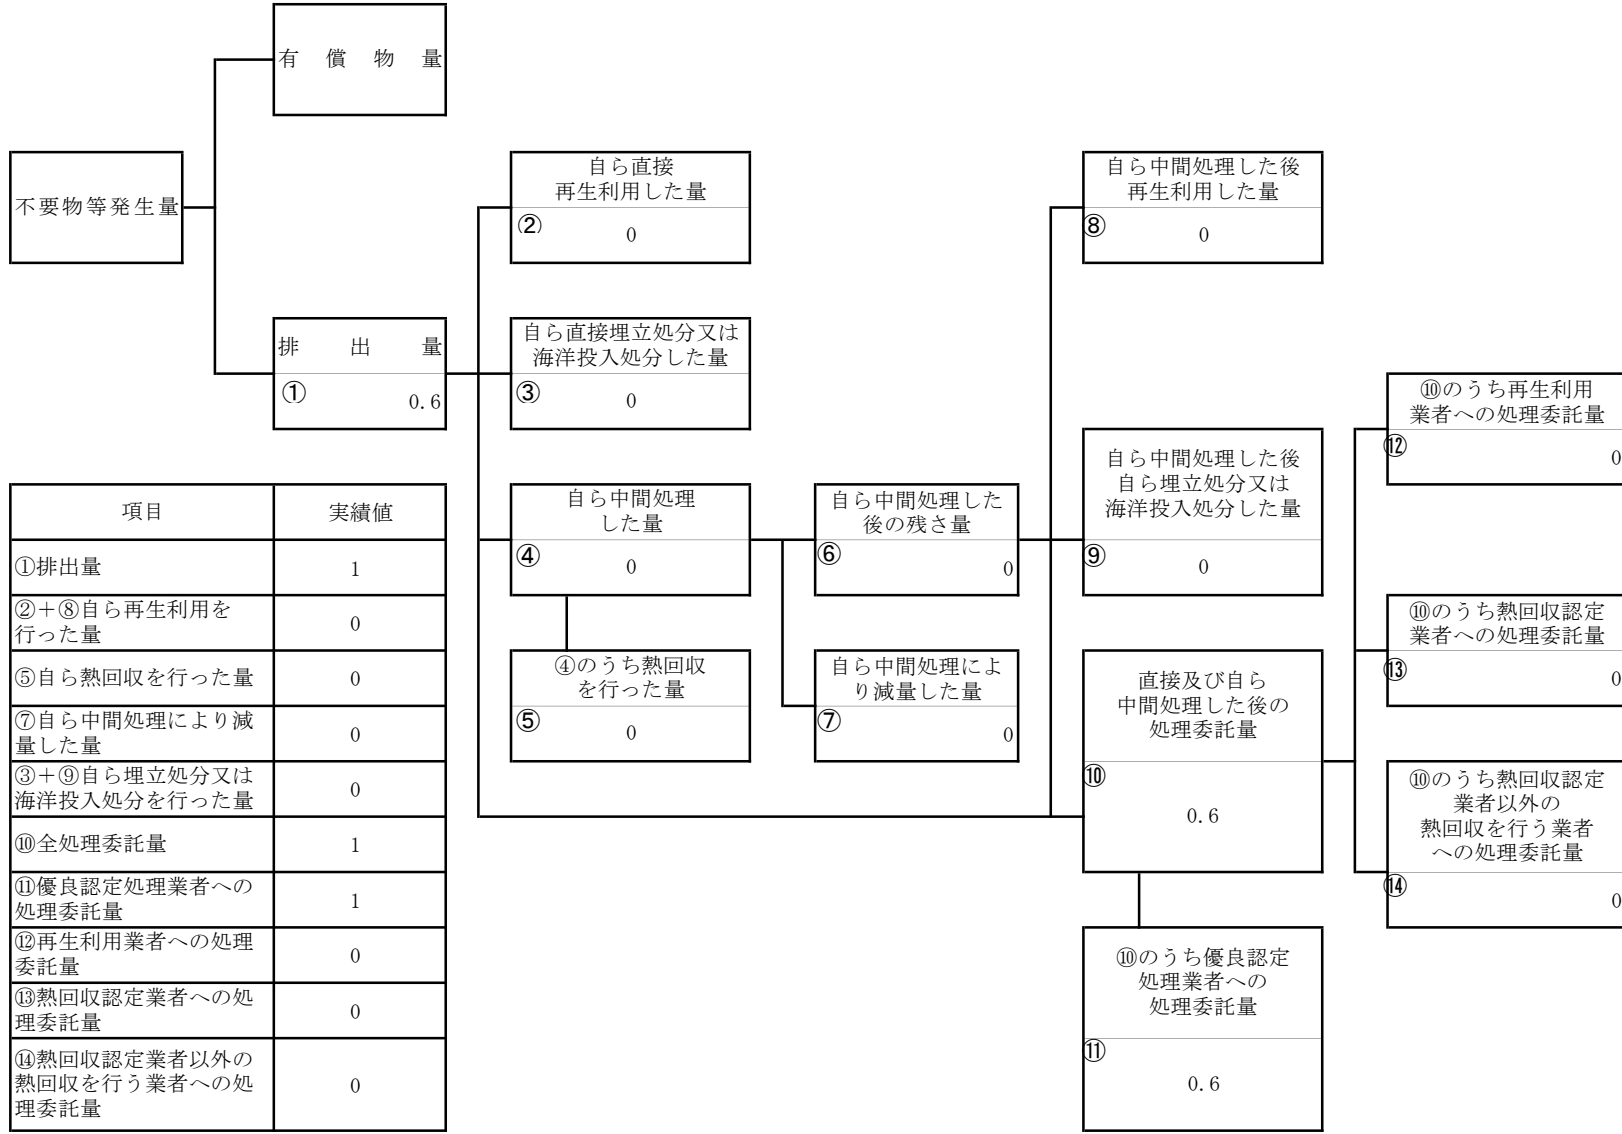 有償物量
不要物等発生量
排出量
①
0.6
自ら直接
再生利用した量
②
0
自ら直接埋立処分又は
海洋投入処分した量
③
0
自ら中間処理
した量
④
0
④のうち熱回収
を行った量
⑤
0
自ら中間処理した
後の残さ量
⑥
0
自ら中間処理によ
り減量した量
⑦
0
自ら中間処理した後
再生利用した量
⑧
0
自ら中間処理した後
自ら埋立処分又は
海洋投入処分した量
⑨
0
直接及び自ら
中間処理した後の
処理委託量
⑩
0.6
⑩のうち優良認定
処理業者への
処理委託量
⑪
0.6
⑩のうち再生利用
業者への処理委託量
⑫
0
⑩のうち熱回収認定
業者への処理委託量
⑬
0
⑩のうち熱回収認定
業者以外の
熱回収を行う業者
への処理委託量
⑭
0
項目 実績値
①排出量 1
②＋⑧自ら再生利用を
行った量 0
⑤自ら熱回収を行った量 0
⑦自ら中間処理により減
量した量 0
③＋⑨自ら埋立処分又は
海洋投入処分を行った量 0
⑩全処理委託量 1
⑪優良認定処理業者への
処理委託量 1
⑫再生利用業者への処理
委託量 0
⑬熱回収認定業者への処
理委託量 0
⑭熱回収認定業者以外の
熱回収を行う業者への処
理委託量 0